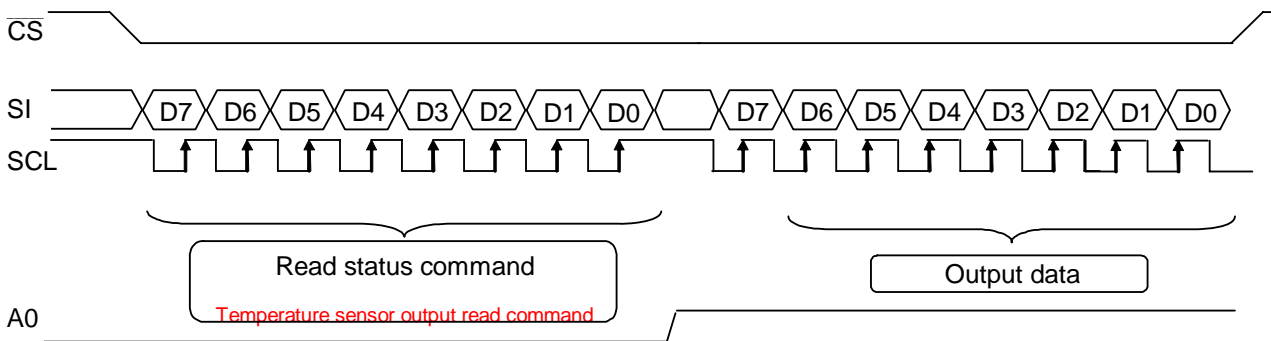 CS
SI D7 D6 D5 D4 D3 D2 D1 D0 D7 D6 D5 D4 D3 D2 D1 D0
SCL
Read status command
Temperature sensor output read command
Output data
A0